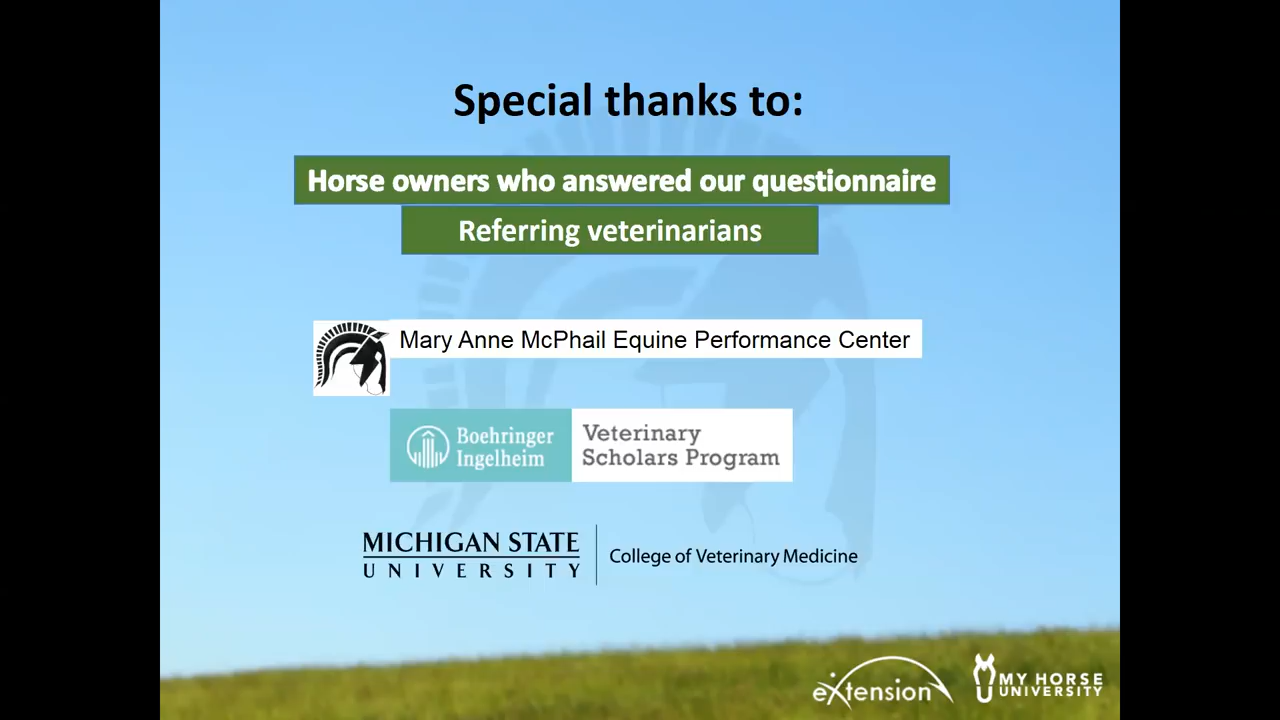 Special thanks to:
Horse owners who answered our questionnaire
Referring veterinarians
Mary Anne McPhail Equine Performance Center
Boehringer
Ingelheim
Veterinary
Scholars Program
MICHIGAN STATE
UNIVERSITY
College of Veterinary Medicine
eXtension
MY HORSE
UNIVERSITY